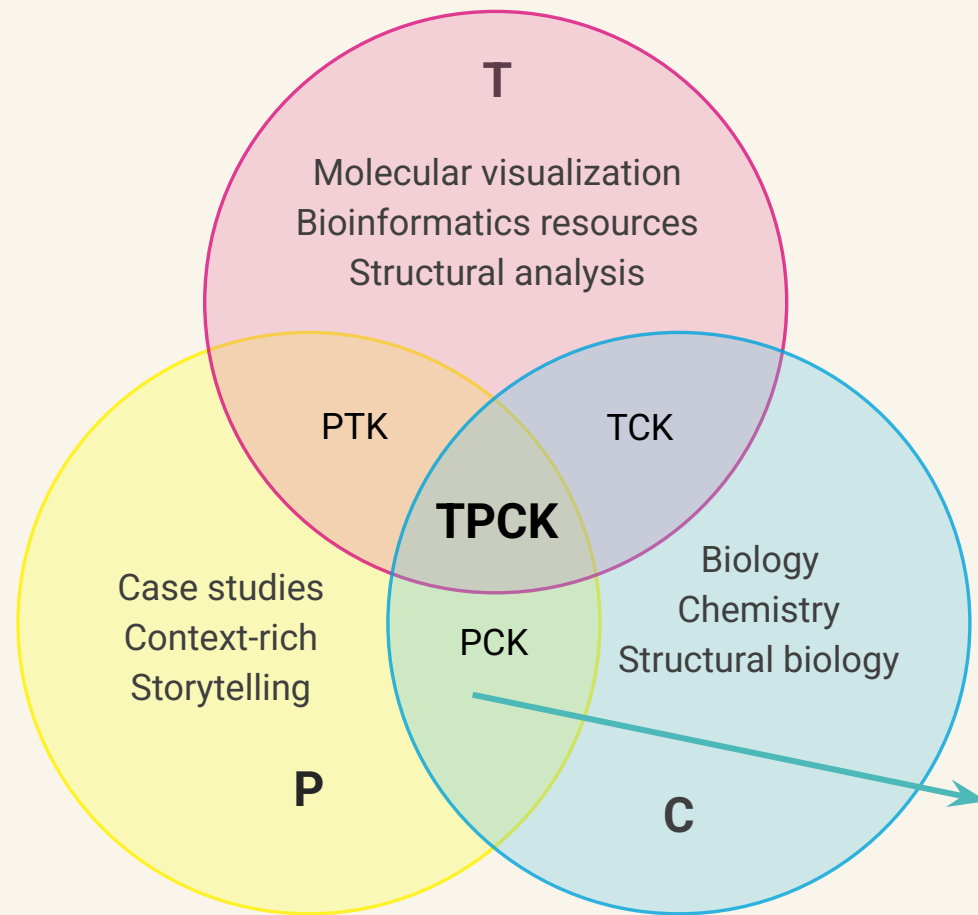 T
Molecular visualization
Bioinformatics resources
Structural analysis
PTK
TCK
TPCK
Case studies
Context-rich
Storytelling
PCK
Biology
Chemistry
Structural biology
P
C